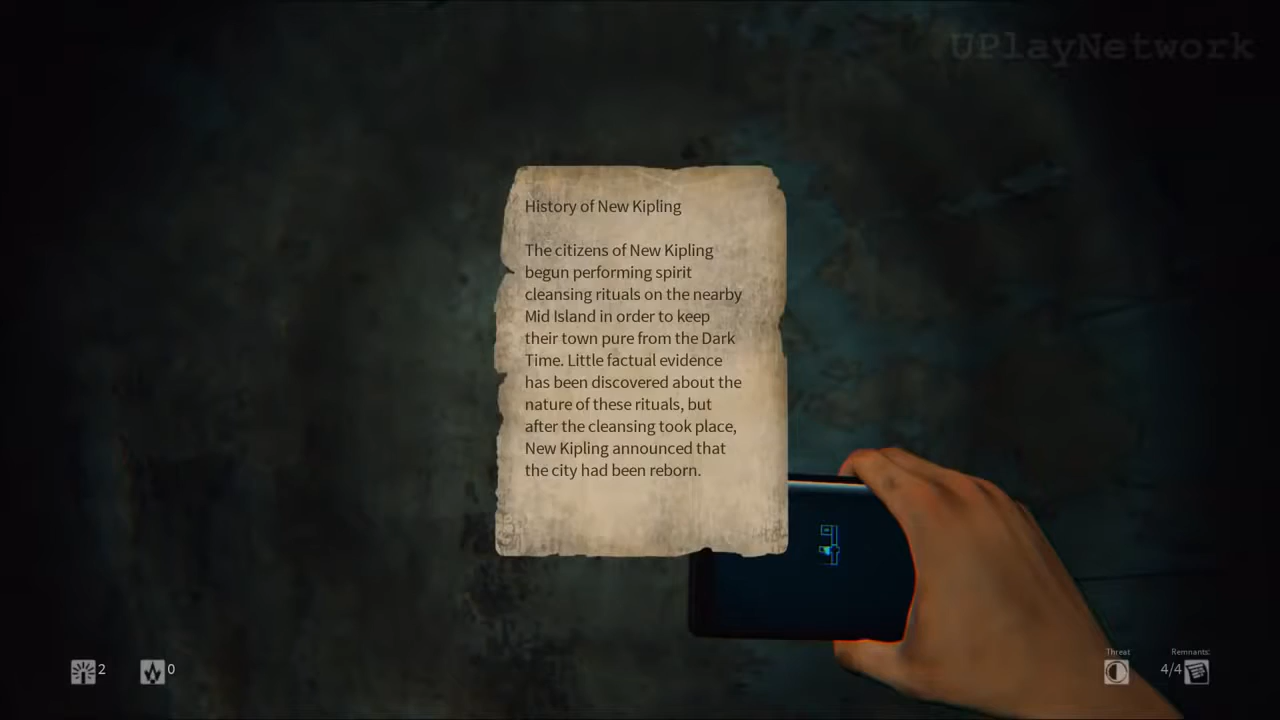 UPlayNetwork
History of New Kipling
The citizens of New Kipling
begun performing spirit
cleansing rituals on the nearby
Mid Island in order to keep
their town pure from the Dark
Time. Little factual evidence
has been discovered about the
nature of these rituals, but
after the cleansing took place,
New Kipling announced that
the city had been reborn.
2
0
Threat
Remnants:
4/4